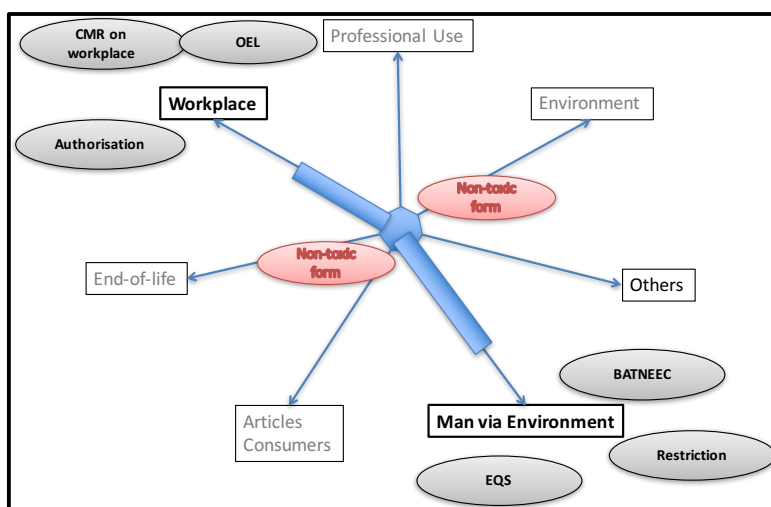 CMR on
workplace
OEL
Professional Use
Workplace
Environment
Authorisation
Non-toxic
form
Non-toxic
form
End-of-life
Others
BATNEEC
Articles
Consumers
Man via Environment
Restriction
EQS